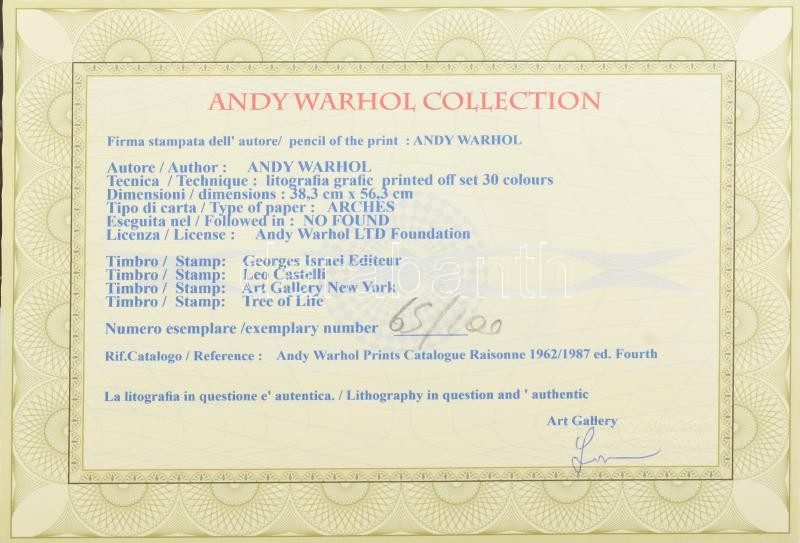 ANDY WARHOL COLLECTION
Firma stampata dell' autore/ pencil of the print : ANDY WARHOL
Autore / Author : ANDY WARHOL
Tecnica / Technique : litografia grafic printed off set 30 colours
Dimensioni / dimensions : 38,3 cm x 56,3 cm
Tipo di carta / Type of paper : ARCHES
Eseguita nel / Followed in : NO FOUND
Licenza / License : Andy Warhol LTD Foundation
Timbro / Stamp: Georges Israel Editeur
Timbro / Stamp: Leo Castelli
Timbro / Stamp: Art Gallery New York
Timbro / Stamp: Tree of Life
Numero esemplare /exemplary number 65/100
Rif.Catalogo / Reference : Andy Warhol Prints Catalogue Raisonne 1962/1987 ed. Fourth
La litografia in questione e' autentica. / Lithography in question and ' authentic
Art Gallery